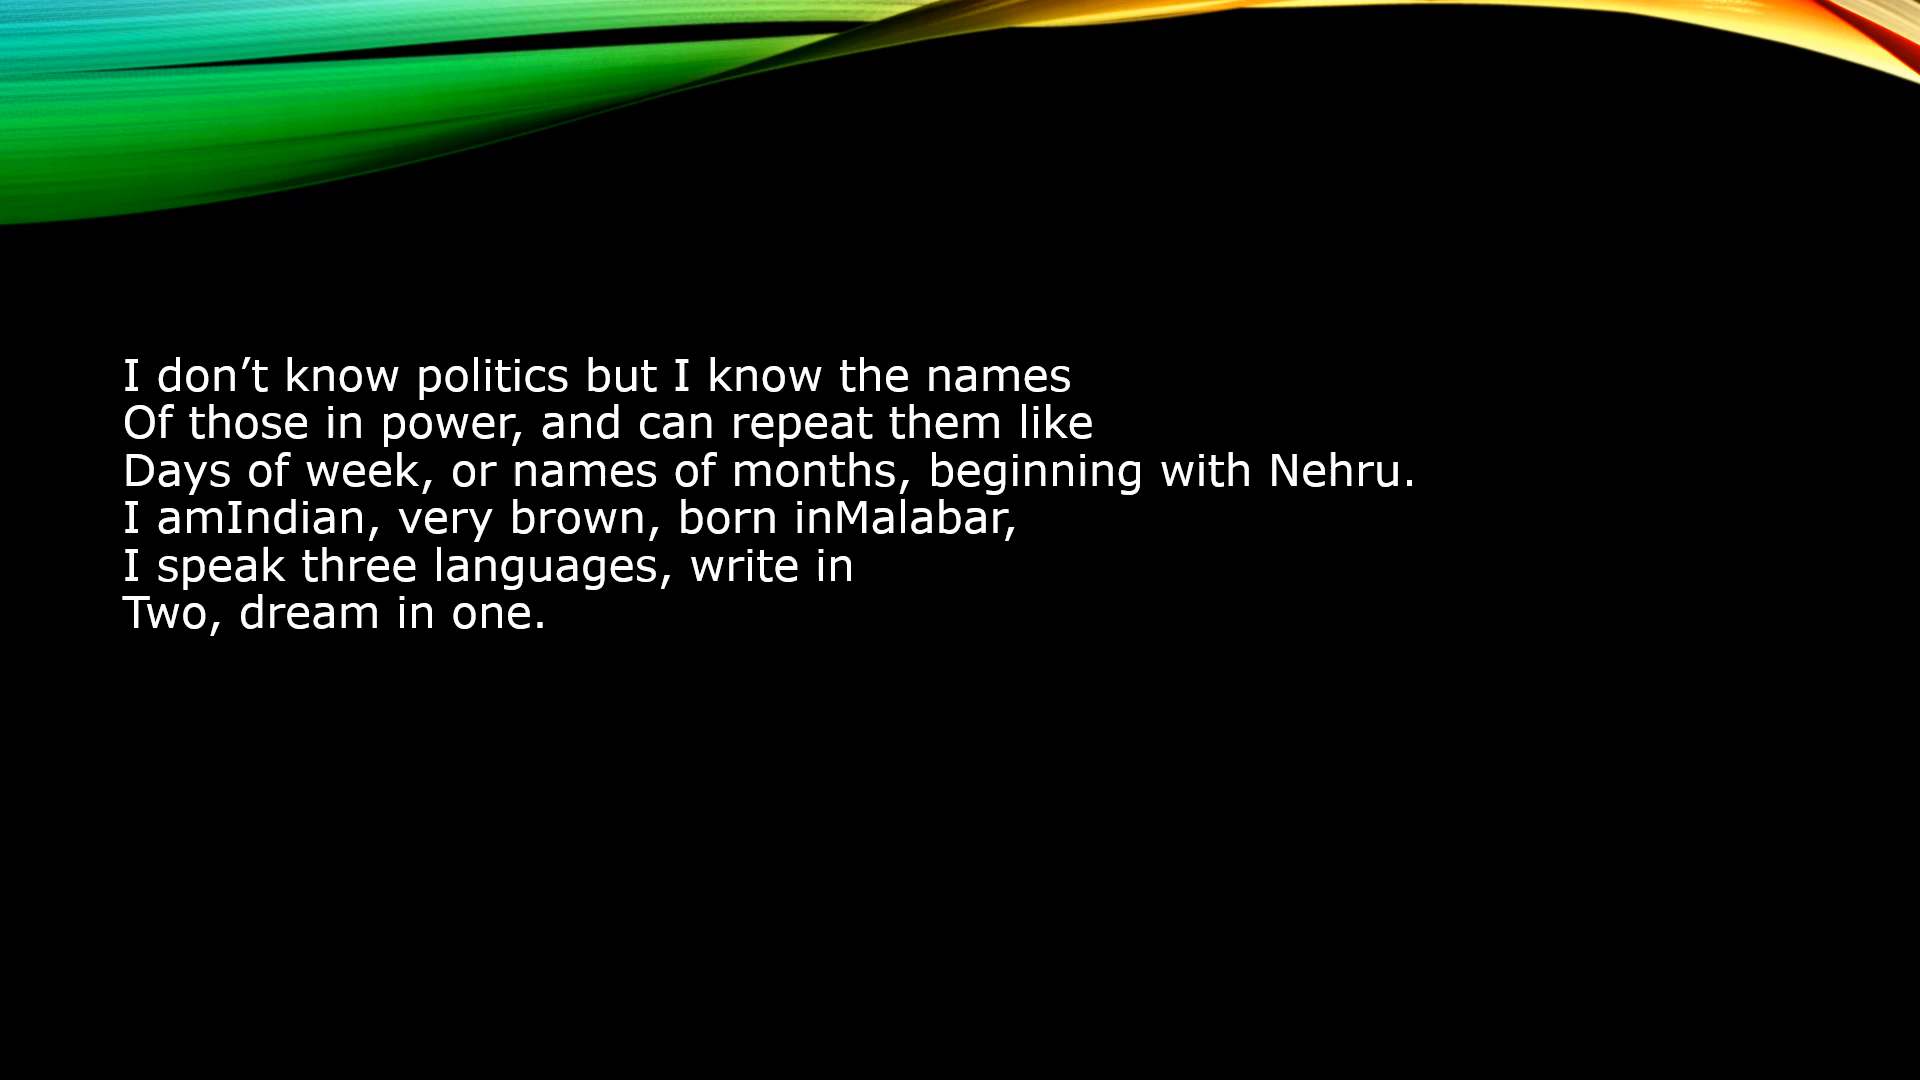 I don’t know politics but I know the names
Of those in power, and can repeat them like
Days of week, or names of months, beginning with Nehru.
I amIndian, very brown, born inMalabar,
I speak three languages, write in
Two, dream in one.